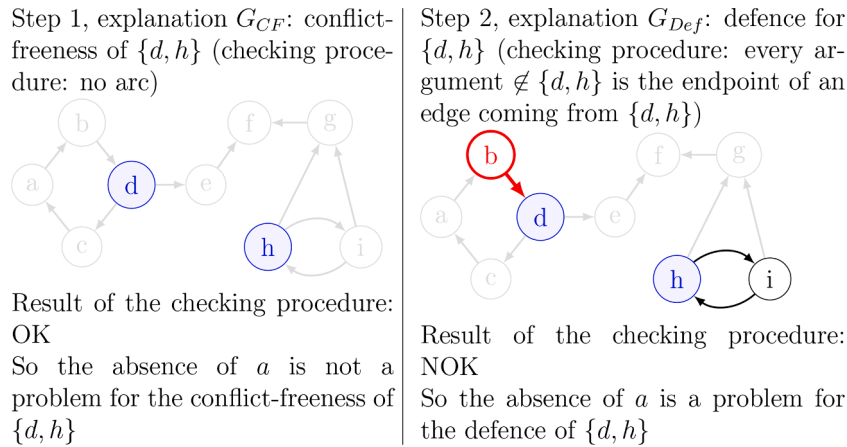 Step 1, explanation G_CF: conflict-
freeness of {d, h} (checking proce-
dure: no arc)
b
f
g
a
d
e
h
c
i
Result of the checking procedure:
OK
So the absence of a is not a
problem for the conflict-freeness of
{d, h}
Step 2, explanation G_Def: defence for
{d, h} (checking procedure: every ar-
gument ∉ {d, h} is the endpoint of an
edge coming from {d, h})
b
f
g
a
d
e
c
h
i
Result of the checking procedure:
NOK
So the absence of a is a problem for
the defence of {d, h}